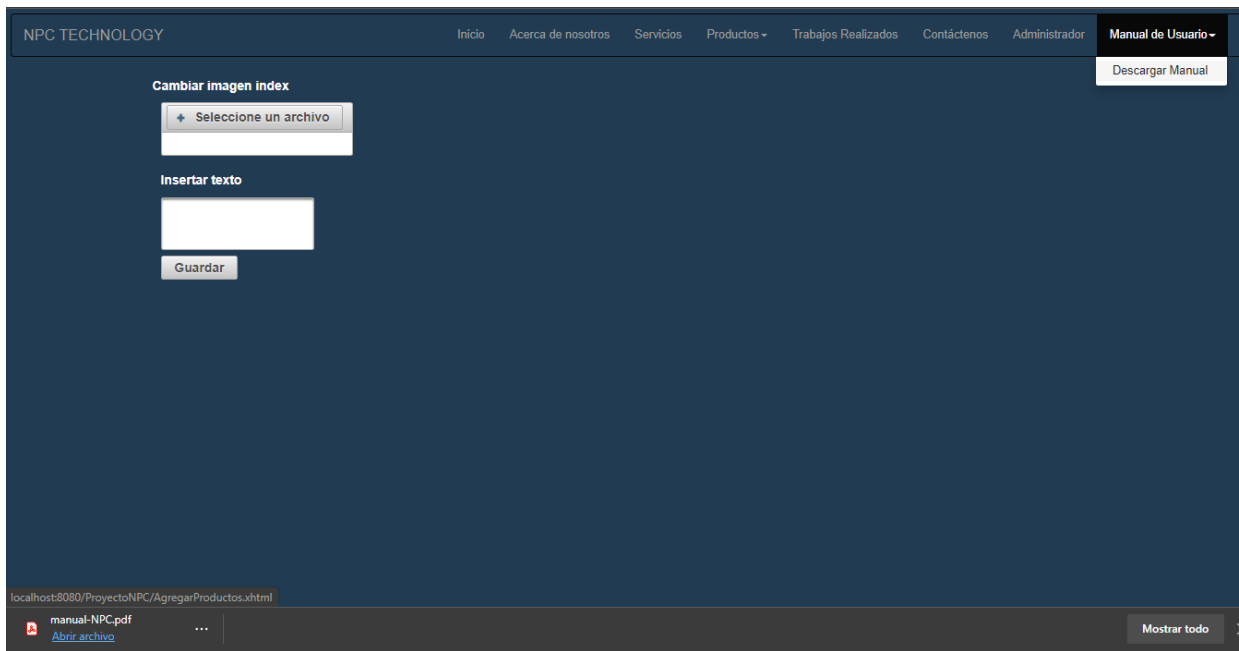 NPC TECHNOLOGY Inicio Acerca de nosotros Servicios Productos Trabajos Realizados Contáctenos Administrador Manual de Usuario
Descargar Manual
Cambiar imagen index
+ Seleccione un archivo
Insertar texto
Guardar
localhost:8080/ProyectoNPC/AgregarProductos.xhtml
manual-NPC.pdf
Abrir archivo
... Mostrar todo